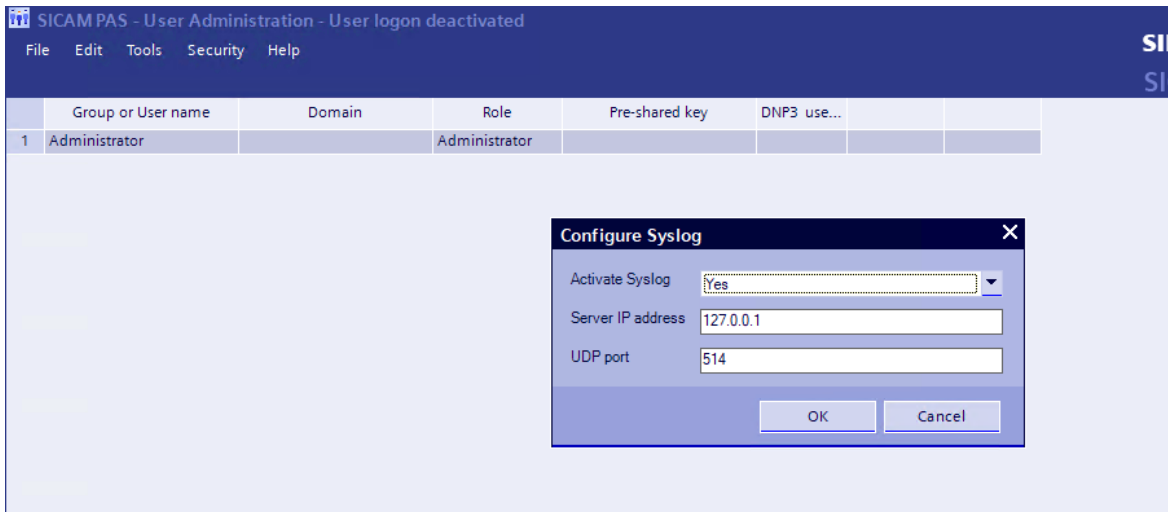 SICAM PAS - User Administration - User logon deactivated
File Edit Tools Security Help
Group or User name Domain Role Pre-shared key DNP3 use...
1 Administrator Administrator
Configure Syslog
Activate Syslog Yes
Server IP address 127.0.0.1
UDP port 514
OK Cancel